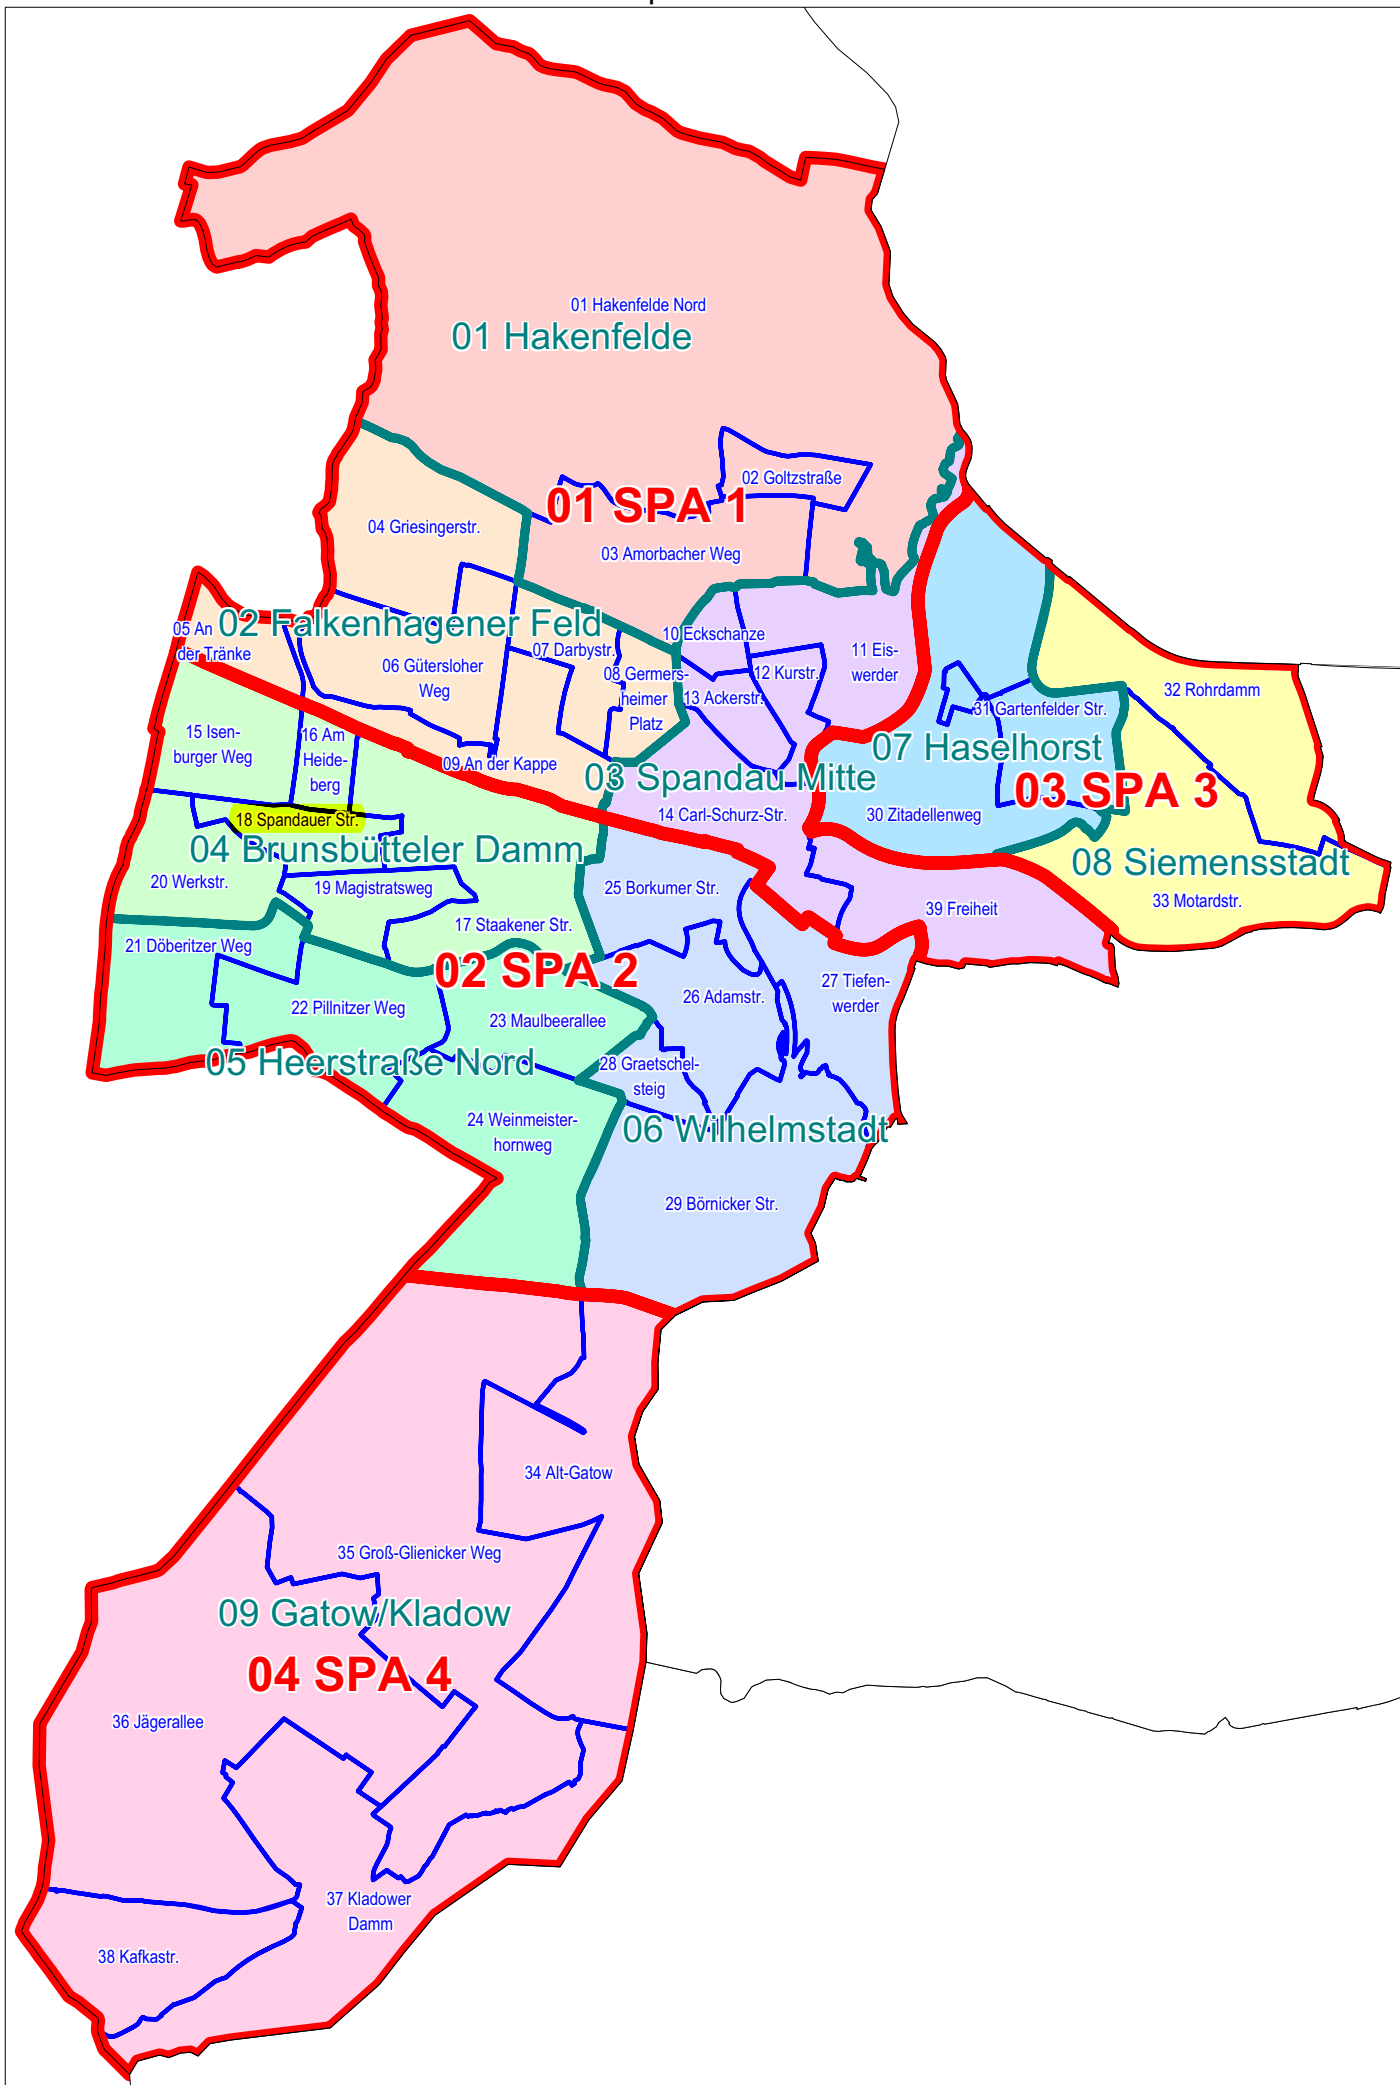 01 Hakenfelde Nord
01 Hakenfelde
02 Goltzstraße
01 SPA 1
04 Griesingerstr.
03 Amorbacher Weg
02 Falkenhagener Feld
05 An
der Tränke
10 Eckschanze
07 Darbystr.
06 Gütersloher
Weg
08 Germers-
heimer
Platz
12 Kurstr.
11 Eis-
werder
13 Ackerstr.
32 Rohrdamm
31 Gartenfelder Str.
15 Isen-
burger Weg
16 Am
Heide-
berg
07 Haselhorst
09 An der Kappe
03 Spandau Mitte
03 SPA 3
14 Carl-Schurz-Str.
30 Zitadellenweg
18 Spandauer Str.
04 Brunsbütteler Damm
08 Siemensstadt
20 Werkstr.
19 Magistratsweg
25 Borkumer Str.
33 Motardstr.
39 Freiheit
17 Staakener Str.
21 Döberitzer Weg
02 SPA 2
27 Tiefen-
werder
26 Adamstr.
22 Pillnitzer Weg
23 Maulbeerallee
05 Heerstraße Nord
28 Graetschel-
steig
24 Weinmeister-
hornweg
06 Wilhelmstadt
29 Börnicker Str.
34 Alt-Gatow
35 Groß-Glienicker Weg
09 Gatow/Kladow
04 SPA 4
36 Jägerallee
37 Kladower
Damm
38 Kafkastr.